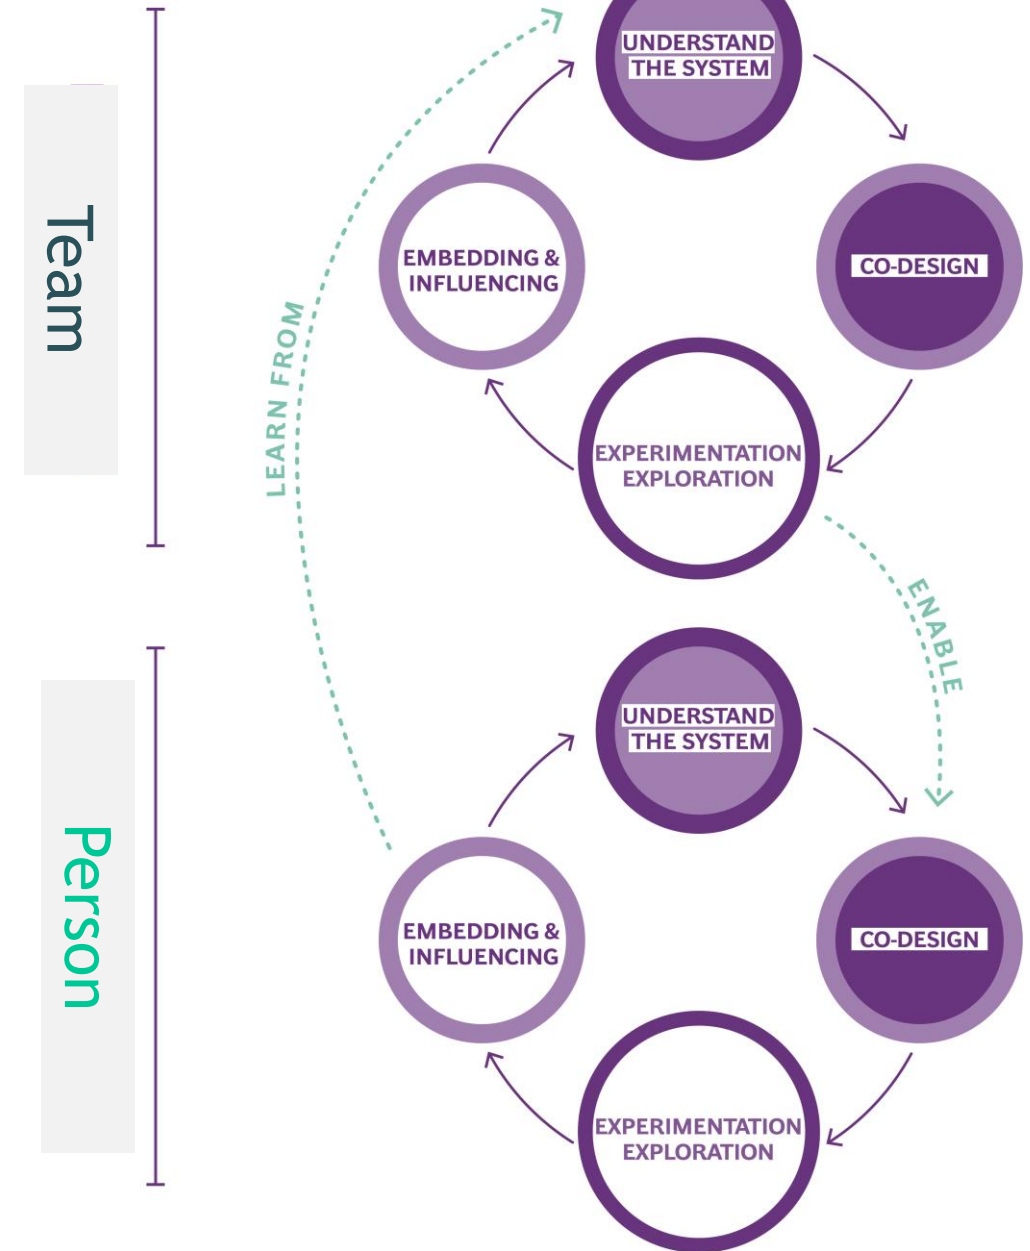 Team
UNDERSTAND
THE SYSTEM
EMBEDDING &
INFLUENCING
CO-DESIGN
LEARN FROM
EXPERIMENTATION
EXPLORATION
ENABLE
Person
UNDERSTAND
THE SYSTEM
EMBEDDING &
INFLUENCING
CO-DESIGN
EXPERIMENTATION
EXPLORATION